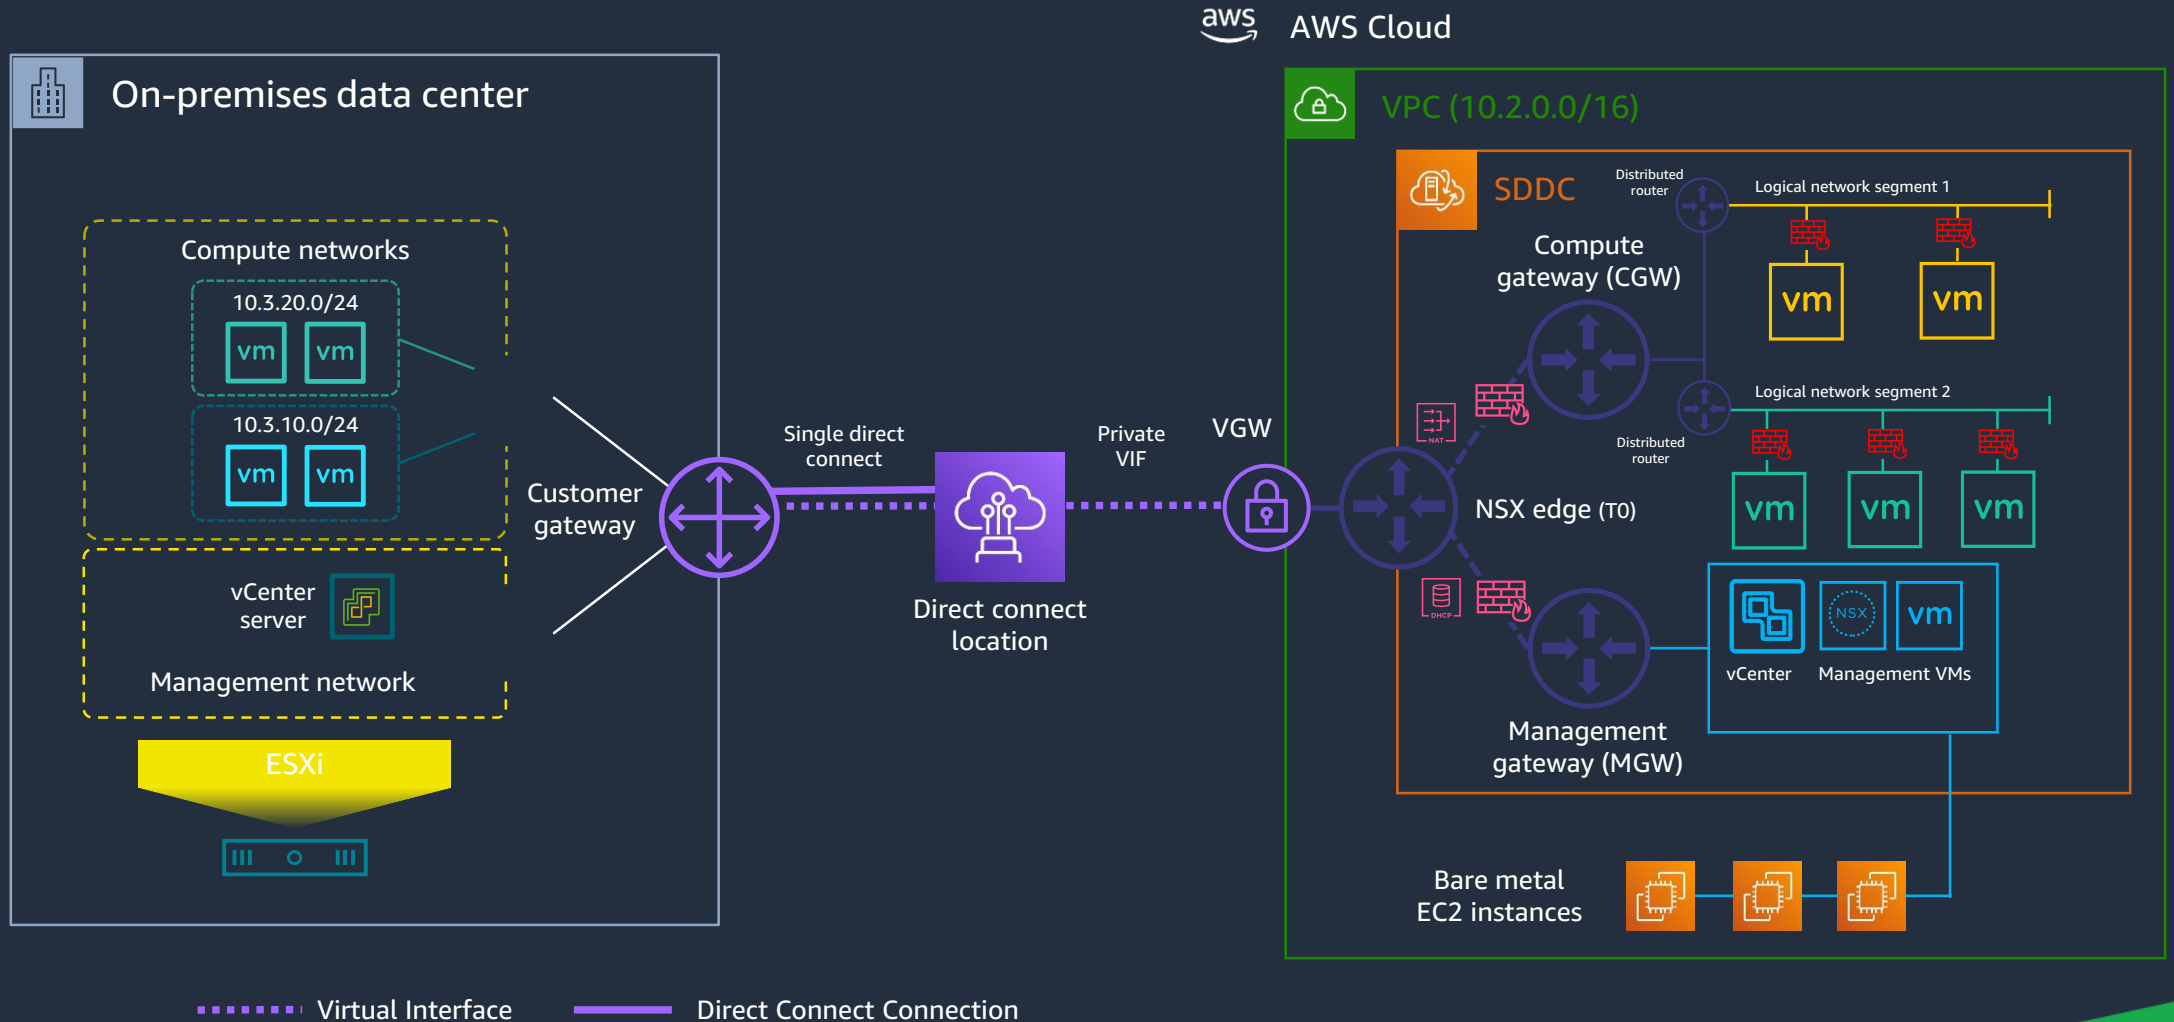 aws
AWS Cloud
On-premises data center
VPC (10.2.0.0/16)
SDDC
Distributed
router
Logical network segment 1
vm
vm
Compute
gateway (CGW)
Compute networks
10.3.20.0/24
vm
vm
10.3.10.0/24
vm
vm
Customer
gateway
Single direct
connect
Private
VIF
VGW
NAT
Logical network segment 2
Distributed
router
vm
vm
vm
NSX edge (T0)
vCenter
server
Management network
Direct connect
location
DHCP
NSX
vm
vCenter
Management VMs
Management
gateway (MGW)
ESXi
Bare metal
EC2 instances
Virtual Interface
Direct Connect Connection